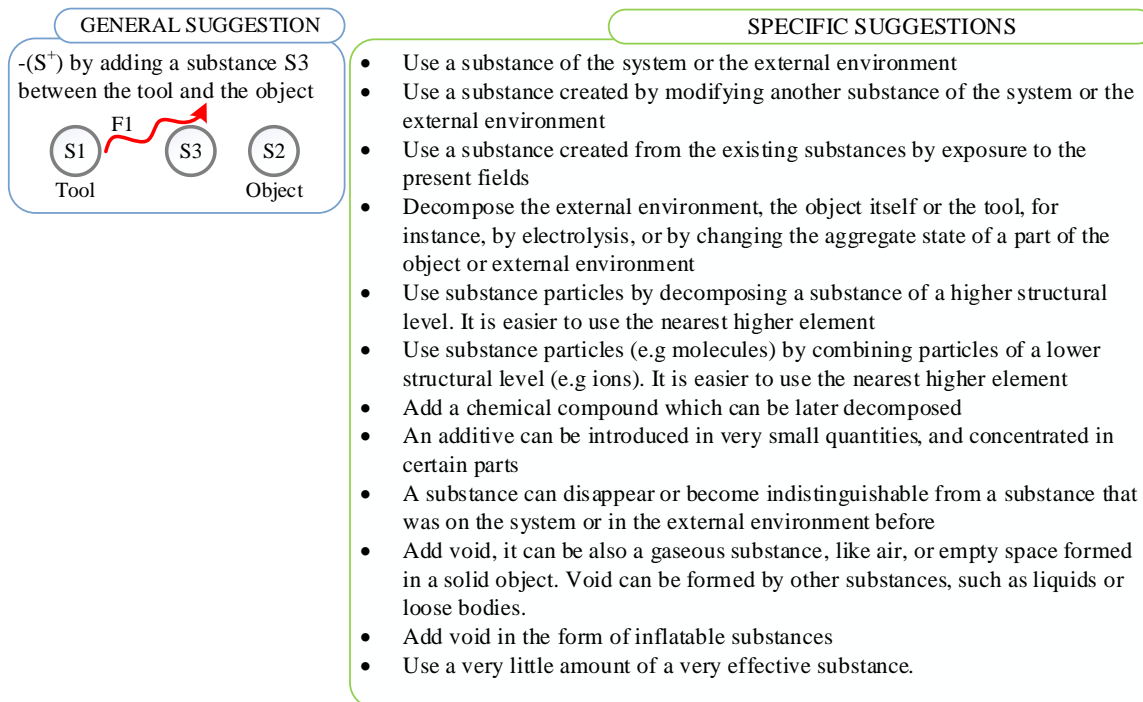 GENERAL SUGGESTION
-(S⁺) by adding a substance S3
between the tool and the object
F1
S1
S3
S2
Tool
Object
SPECIFIC SUGGESTIONS
• Use a substance of the system or the external environment
• Use a substance created by modifying another substance of the system or the
external environment
• Use a substance created from the existing substances by exposure to the
present fields
• Decompose the external environment, the object itself or the tool, for
instance, by electrolysis, or by changing the aggregate state of a part of the
object or external environment
• Use substance particles by decomposing a substance of a higher structural
level. It is easier to use the nearest higher element
• Use substance particles (e.g molecules) by combining particles of a lower
structural level (e.g ions). It is easier to use the nearest higher element
• Add a chemical compound which can be later decomposed
• An additive can be introduced in very small quantities, and concentrated in
certain parts
• A substance can disappear or become indistinguishable from a substance that
was on the system or in the external environment before
• Add void, it can be also a gaseous substance, like air, or empty space formed
in a solid object. Void can be formed by other substances, such as liquids or
loose bodies.
• Add void in the form of inflatable substances
• Use a very little amount of a very effective substance.